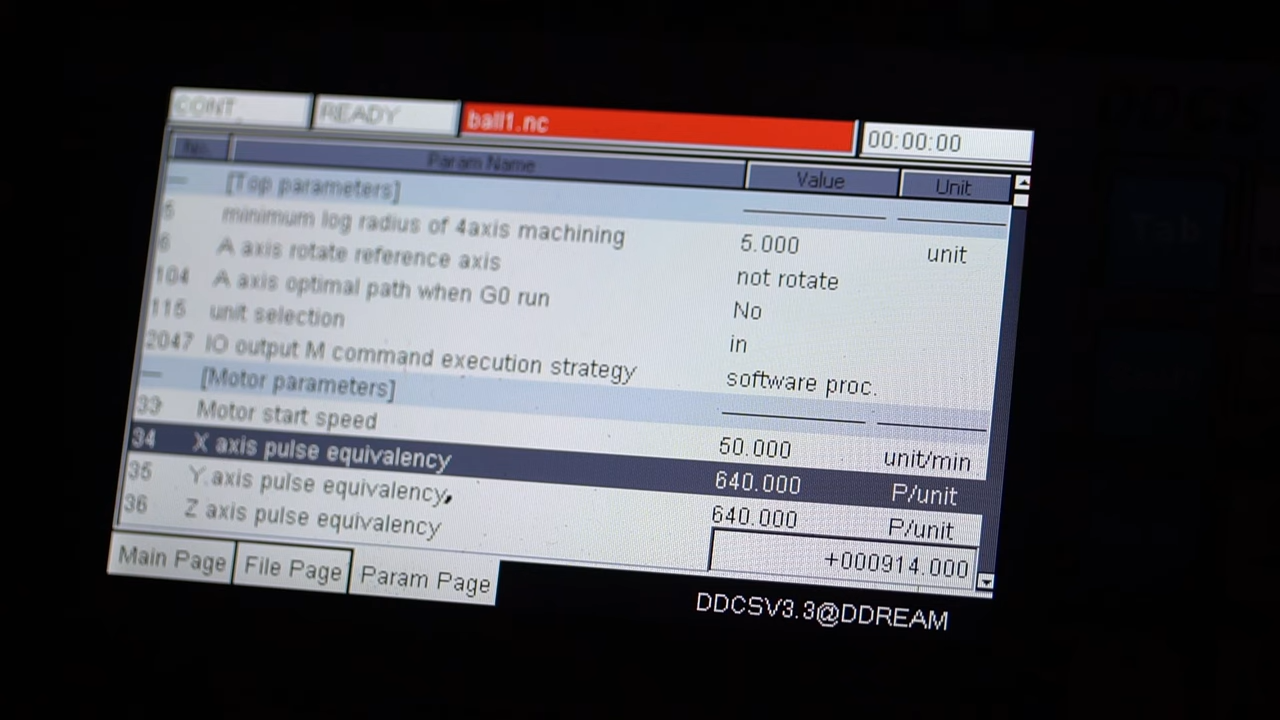 CONT READY ball1.nc 00:00:00
No. Param Name Value Unit
[Top parameters]
5 minimum log radius of 4axis machining 5.000 unit
6 A axis rotate reference axis not rotate
104 A axis optimal path when G0 run No
115 unit selection in
2047 IO output M command execution strategy software proc.
[Motor parameters]
33 Motor start speed 50.000 unit/min
34 X axis pulse equivalency 640.000 P/unit
35 Y axis pulse equivalency 640.000 P/unit
36 Z axis pulse equivalency +000914.000
Main Page File Page Param Page
DDCSV3.3@DDREAM
Tab